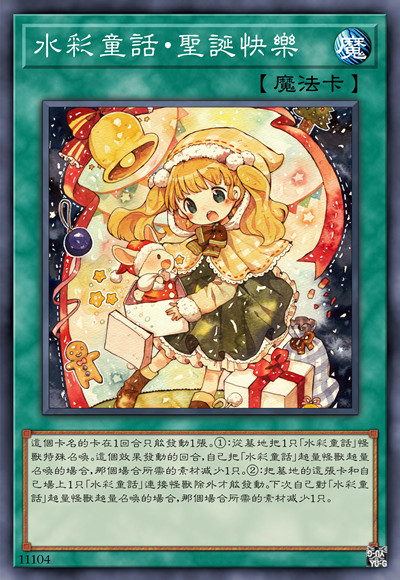 水彩童話·聖誕快樂
魔
【魔法卡】
這個卡名的卡在1回合只能發動1張。①:從墓地把1只「水彩童話」怪
獸特殊召喚。這個效果發動的回合,自己把「水彩童話」超量怪獸超量
召喚的場合,那個場合所需的素材減少1只。②:把墓地的這張卡和自
己場上1只「水彩童話」連接怪獸除外才能發動。下次自己對「水彩童話
」超量怪獸超量召喚的場合,那個場合所需的素材減少1只。
11104